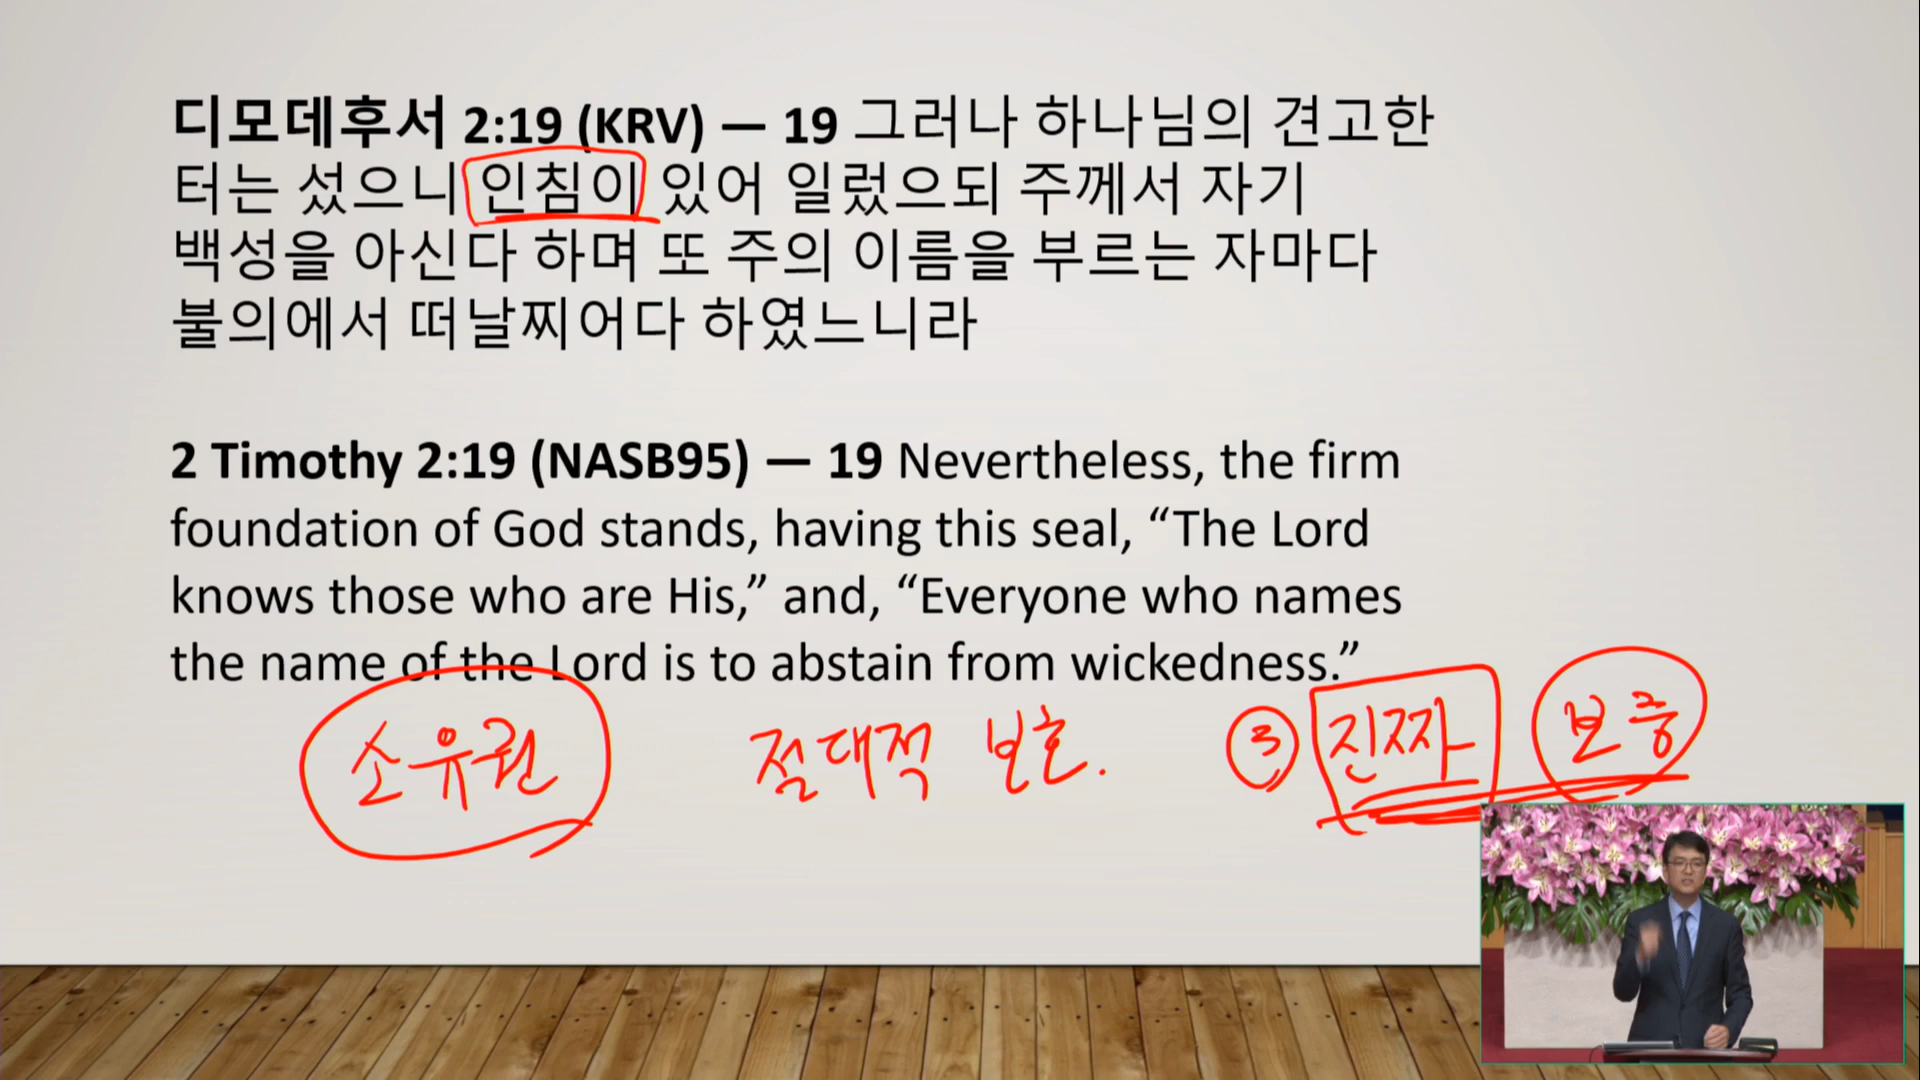 디모데후서 2:19 (KRV) — 19 그러나 하나님의 견고한
터는 섰으니 인침이 있어 일렀으되 주께서 자기
백성을 아신다 하며 또 주의 이름을 부르는 자마다
불의에서 떠날찌어다 하였느니라
2 Timothy 2:19 (NASB95) — 19 Nevertheless, the firm
foundation of God stands, having this seal, “The Lord
knows those who are His,” and, “Everyone who names
the name of the Lord is to abstain from wickedness.”
소유권 절대적 보호. ③ 진짜 보증